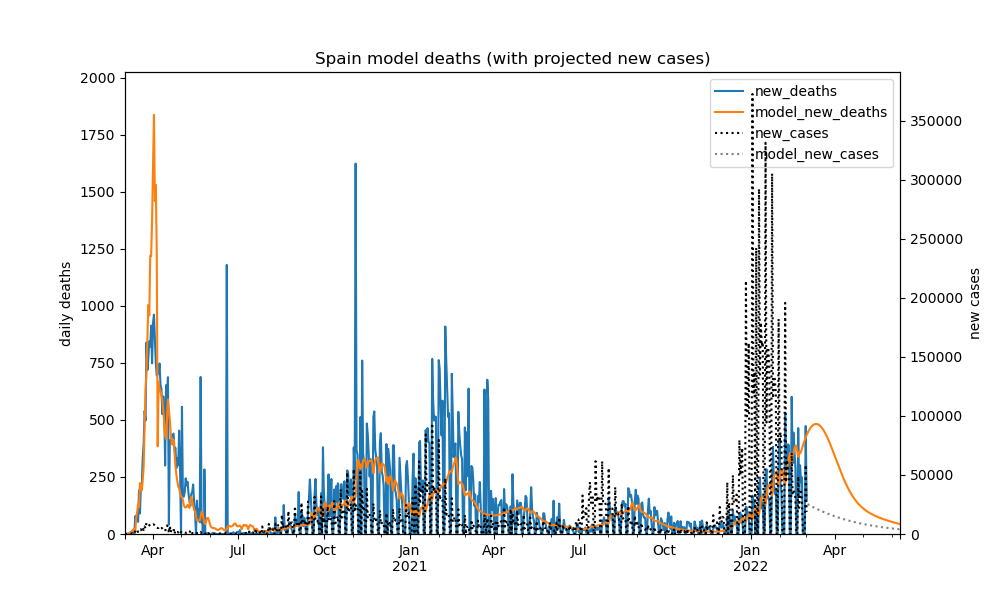 Spain model deaths (with projected new cases)
new_deaths
model_new_deaths
new_cases
model_new_cases
daily deaths
2000
1750
1500
1250
1000
750
500
250
0
new cases
350000
300000
250000
200000
150000
100000
50000
0
Apr
Jul
Oct
Jan
2021
Apr
Jul
Oct
Jan
2022
Apr